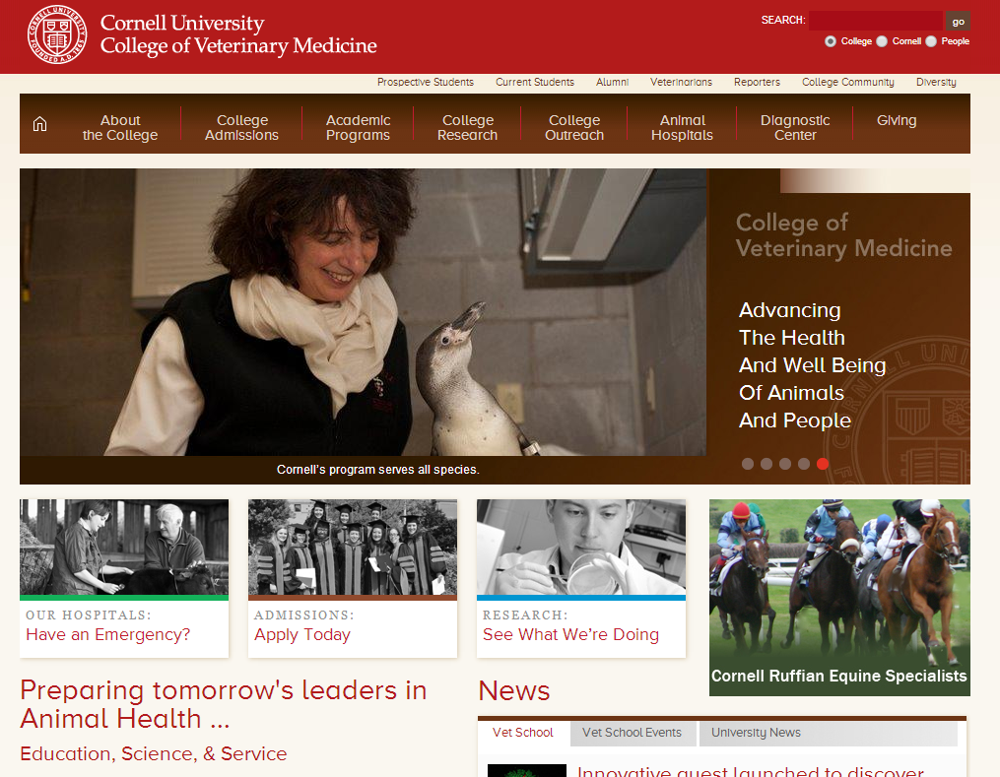 Cornell University
College of Veterinary Medicine
SEARCH:
go
College Cornell People
Prospective Students Current Students Alumni Veterinarians Reporters College Community Diversity
About
the College
College
Admissions
Academic
Programs
College
Research
College
Outreach
Animal
Hospitals
Diagnostic
Center
Giving
College of
Veterinary Medicine
Advancing
The Health
And Well Being
Of Animals
And People
Cornell's program serves all species.
OUR HOSPITALS:
Have an Emergency?
ADMISSIONS:
Apply Today
RESEARCH:
See What We're Doing
Cornell Ruffian Equine Specialists
Preparing tomorrow's leaders in
Animal Health ...
Education, Science, & Service
News
Vet School Vet School Events University News
Innovative quest launched to discover